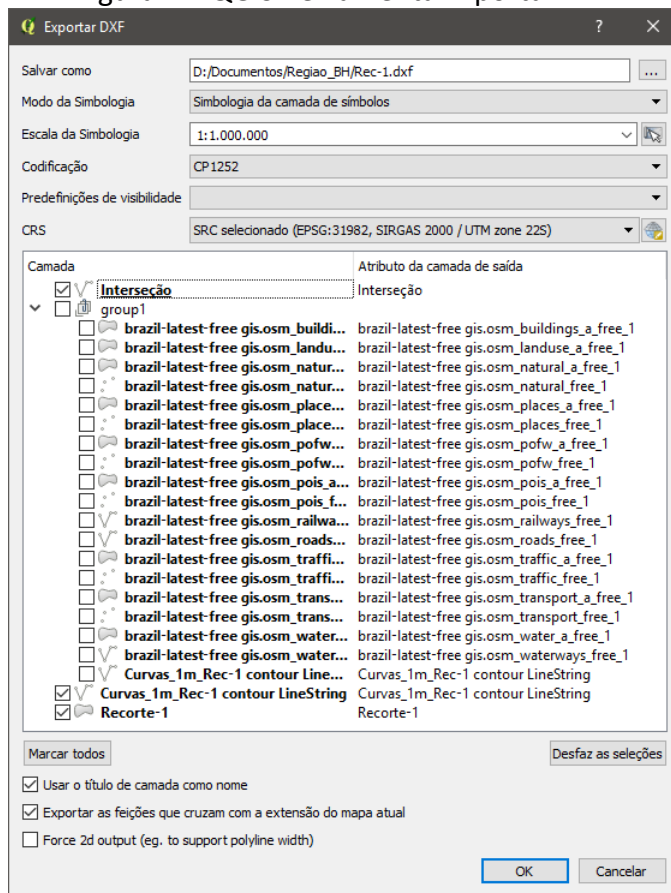 Exportar DXF
Salvar como D:/Documentos/Regiao_BH/Rec-1.dxf ...
Modo da Simbologia Simbologia da camada de símbolos
Escala da Simbologia 1:1.000.000
Codificação CP1252
Predefinições de visibilidade
CRS SRC selecionado (EPSG:31982, SIRGAS 2000 / UTM zone 22S)
Camada Atributo da camada de saída
Interseção Interseção
group1
brazil-latest-free gis.osm_buildi... brazil-latest-free gis.osm_buildings_a_free_1
brazil-latest-free gis.osm_landu... brazil-latest-free gis.osm_landuse_a_free_1
brazil-latest-free gis.osm_natur... brazil-latest-free gis.osm_natural_a_free_1
brazil-latest-free gis.osm_natur... brazil-latest-free gis.osm_natural_free_1
brazil-latest-free gis.osm_place... brazil-latest-free gis.osm_places_a_free_1
brazil-latest-free gis.osm_place... brazil-latest-free gis.osm_places_free_1
brazil-latest-free gis.osm_pofw... brazil-latest-free gis.osm_pofw_a_free_1
brazil-latest-free gis.osm_pofw... brazil-latest-free gis.osm_pofw_free_1
brazil-latest-free gis.osm_pois_a... brazil-latest-free gis.osm_pois_a_free_1
brazil-latest-free gis.osm_pois_f... brazil-latest-free gis.osm_pois_free_1
brazil-latest-free gis.osm_railwa... brazil-latest-free gis.osm_railways_free_1
brazil-latest-free gis.osm_roads... brazil-latest-free gis.osm_roads_free_1
brazil-latest-free gis.osm_traffi... brazil-latest-free gis.osm_traffic_a_free_1
brazil-latest-free gis.osm_traffi... brazil-latest-free gis.osm_traffic_free_1
brazil-latest-free gis.osm_trans... brazil-latest-free gis.osm_transport_a_free_1
brazil-latest-free gis.osm_trans... brazil-latest-free gis.osm_transport_free_1
brazil-latest-free gis.osm_water... brazil-latest-free gis.osm_water_a_free_1
brazil-latest-free gis.osm_water... brazil-latest-free gis.osm_waterways_free_1
Curvas_1m_Rec-1 contour Line... Curvas_1m_Rec-1 contour LineString
Curvas_1m_Rec-1 contour LineString Curvas_1m_Rec-1 contour LineString
Recorte-1 Recorte-1
Marcar todos Desfaz as seleções
Usar o título de camada como nome
Exportar as feições que cruzam com a extensão do mapa atual
Force 2d output (eg. to support polyline width)
OK Cancelar